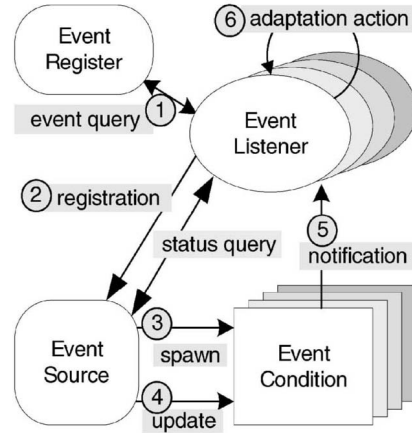 6 adaptation action
Event
Register
event query 1
Event
Listener
2 registration
status query
5
notification
3
spawn
Event
Source
Event
Condition
4
update